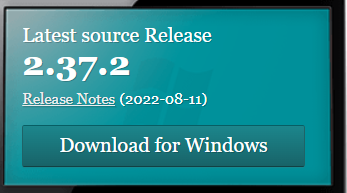 Latest source Release
2.37.2
Release Notes (2022-08-11)
Download for Windows